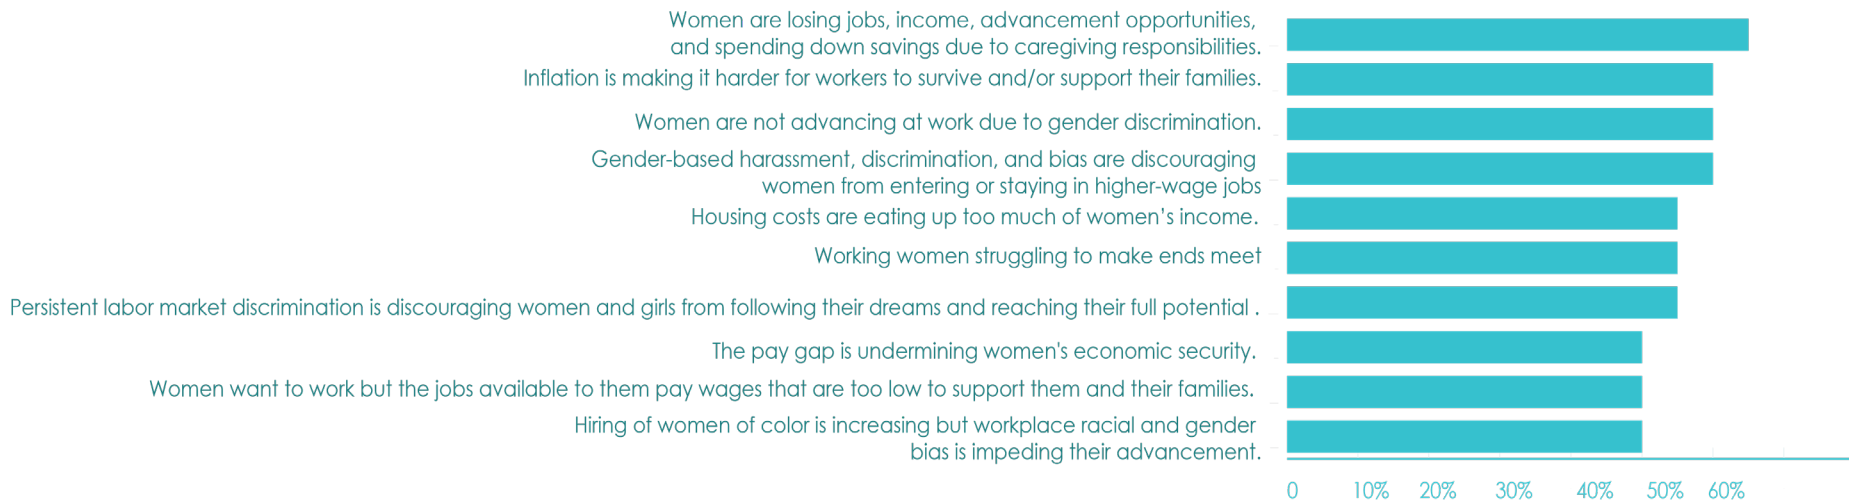 Women are losing jobs, income, advancement opportunities,
and spending down savings due to caregiving responsibilities.
Inflation is making it harder for workers to survive and/or support their families.
Women are not advancing at work due to gender discrimination.
Gender-based harassment, discrimination, and bias are discouraging
women from entering or staying in higher-wage jobs
Housing costs are eating up too much of women’s income.
Working women struggling to make ends meet
Persistent labor market discrimination is discouraging women and girls from following their dreams and reaching their full potential .
The pay gap is undermining women's economic security.
Women want to work but the jobs available to them pay wages that are too low to support them and their families.
Hiring of women of color is increasing but workplace racial and gender
bias is impeding their advancement.
0 10% 20% 30% 40% 50% 60%